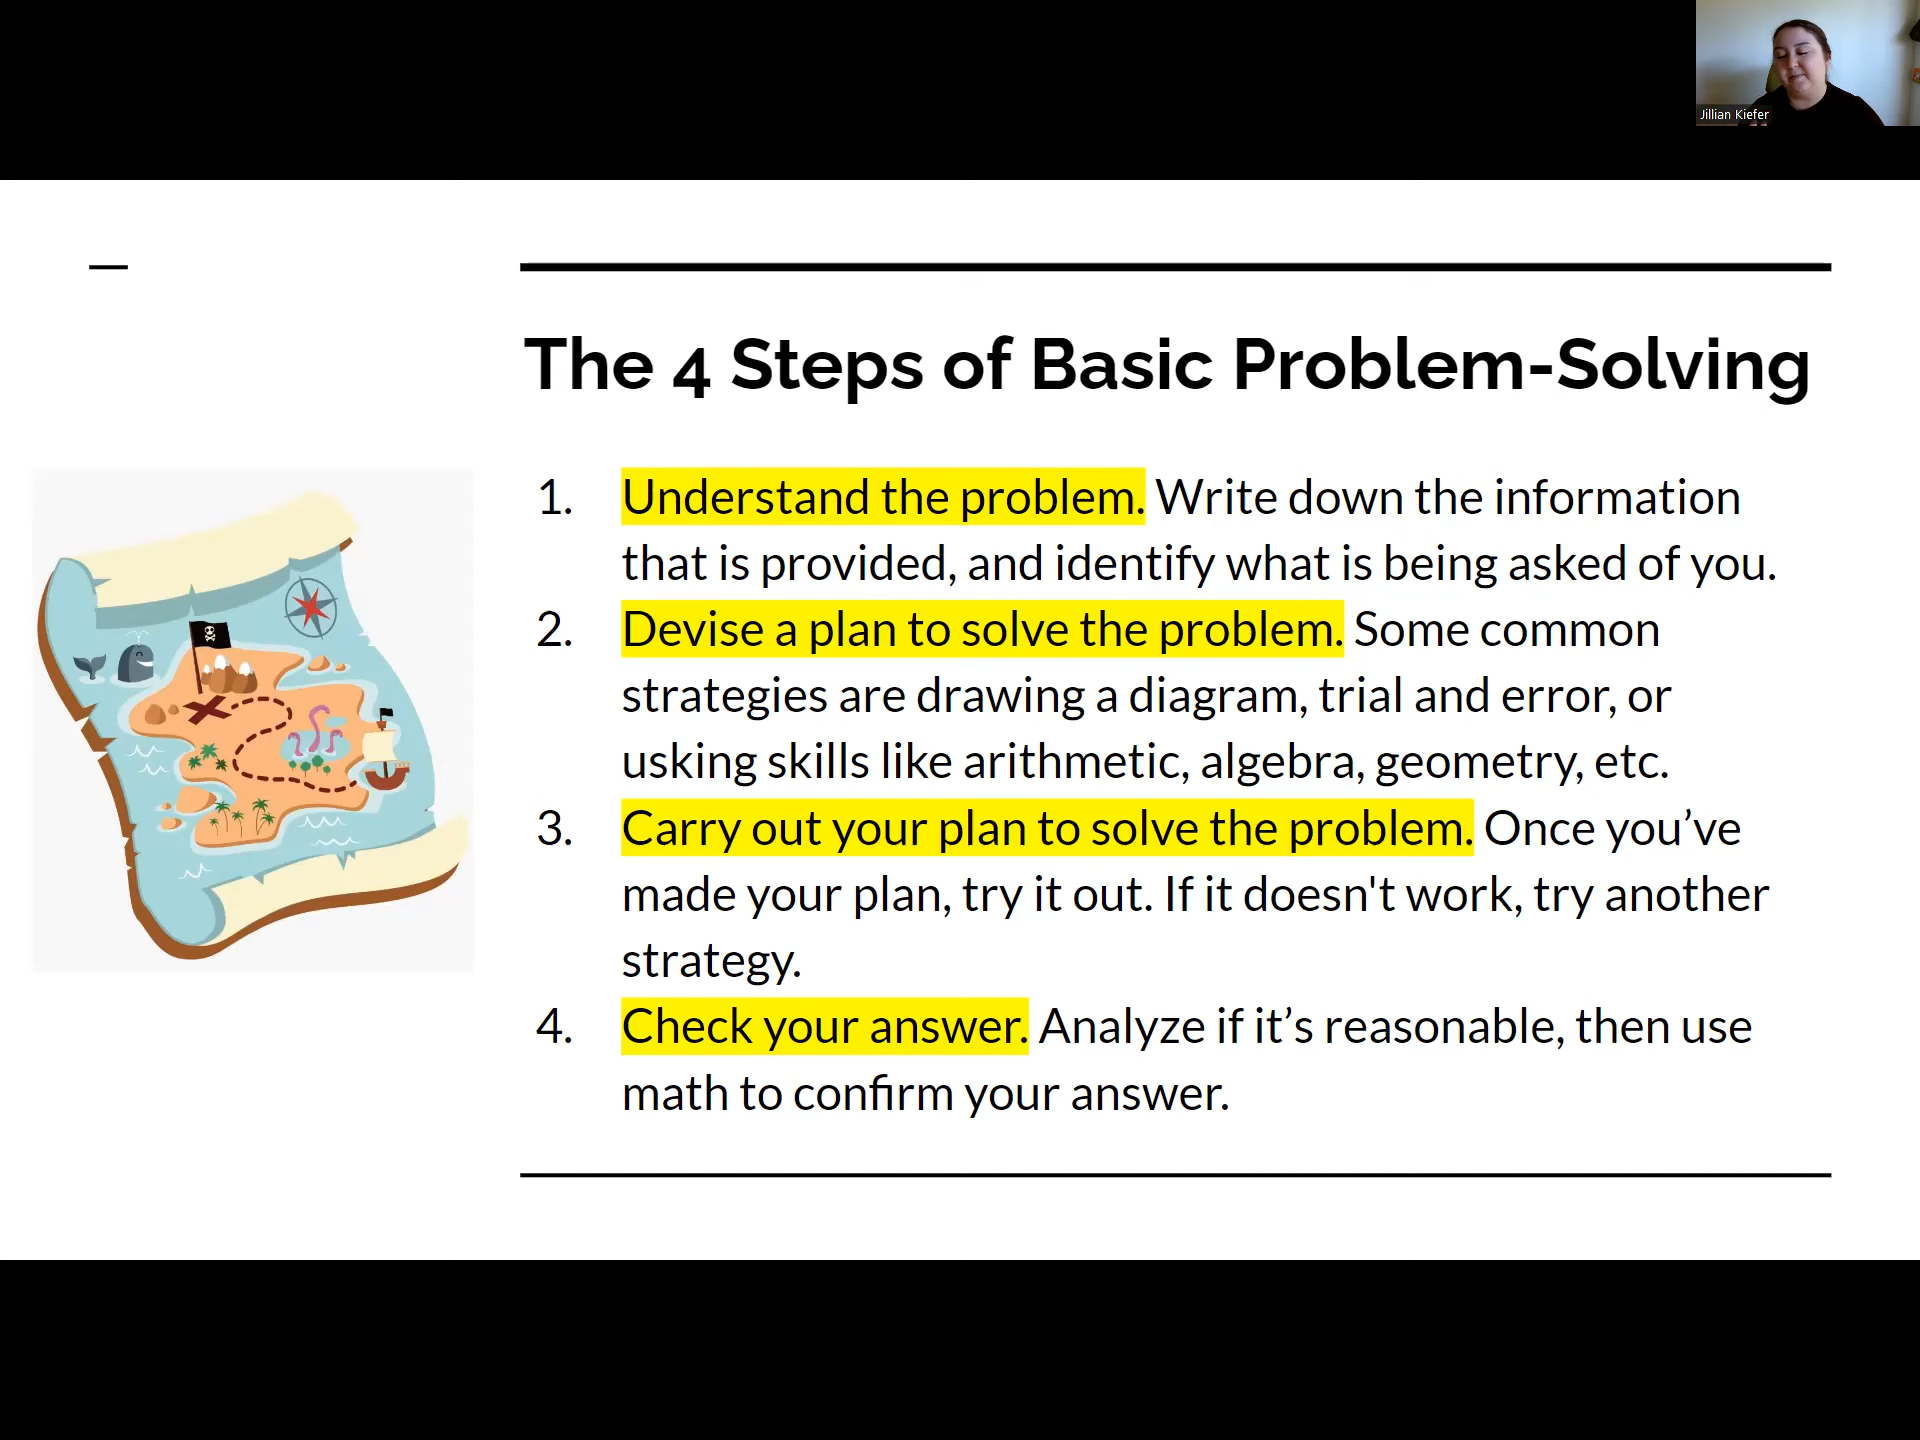 Jillian Kiefer
The 4 Steps of Basic Problem-Solving
1. Understand the problem. Write down the information
that is provided, and identify what is being asked of you.
2. Devise a plan to solve the problem. Some common
strategies are drawing a diagram, trial and error, or
usking skills like arithmetic, algebra, geometry, etc.
3. Carry out your plan to solve the problem. Once you’ve
made your plan, try it out. If it doesn't work, try another
strategy.
4. Check your answer. Analyze if it’s reasonable, then use
math to confirm your answer.